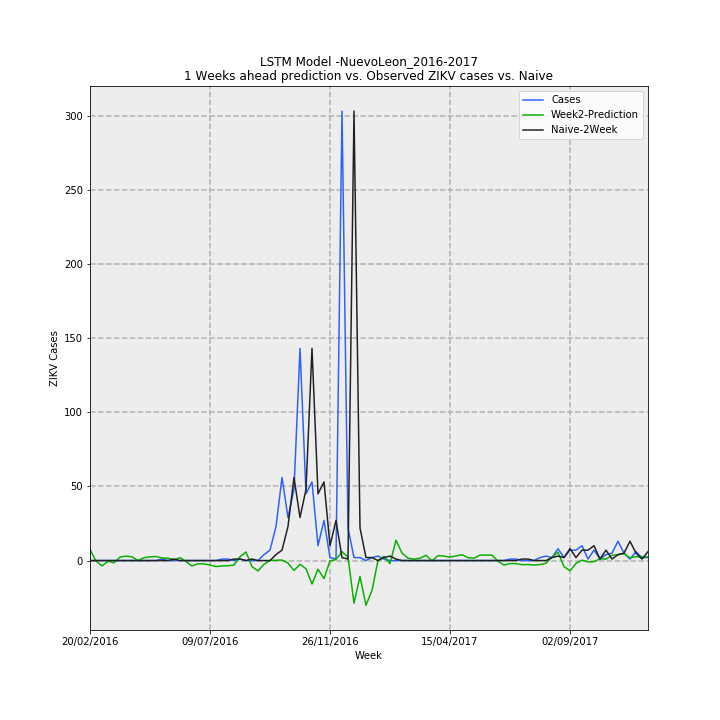 LSTM Model -NuevoLeon_2016-2017
1 Weeks ahead prediction vs. Observed ZIKV cases vs. Naive
Cases
Week2-Prediction
Naive-2Week
300
250
200
150
100
50
0
ZIKV Cases
20/02/2016 09/07/2016 26/11/2016 15/04/2017 02/09/2017
Week